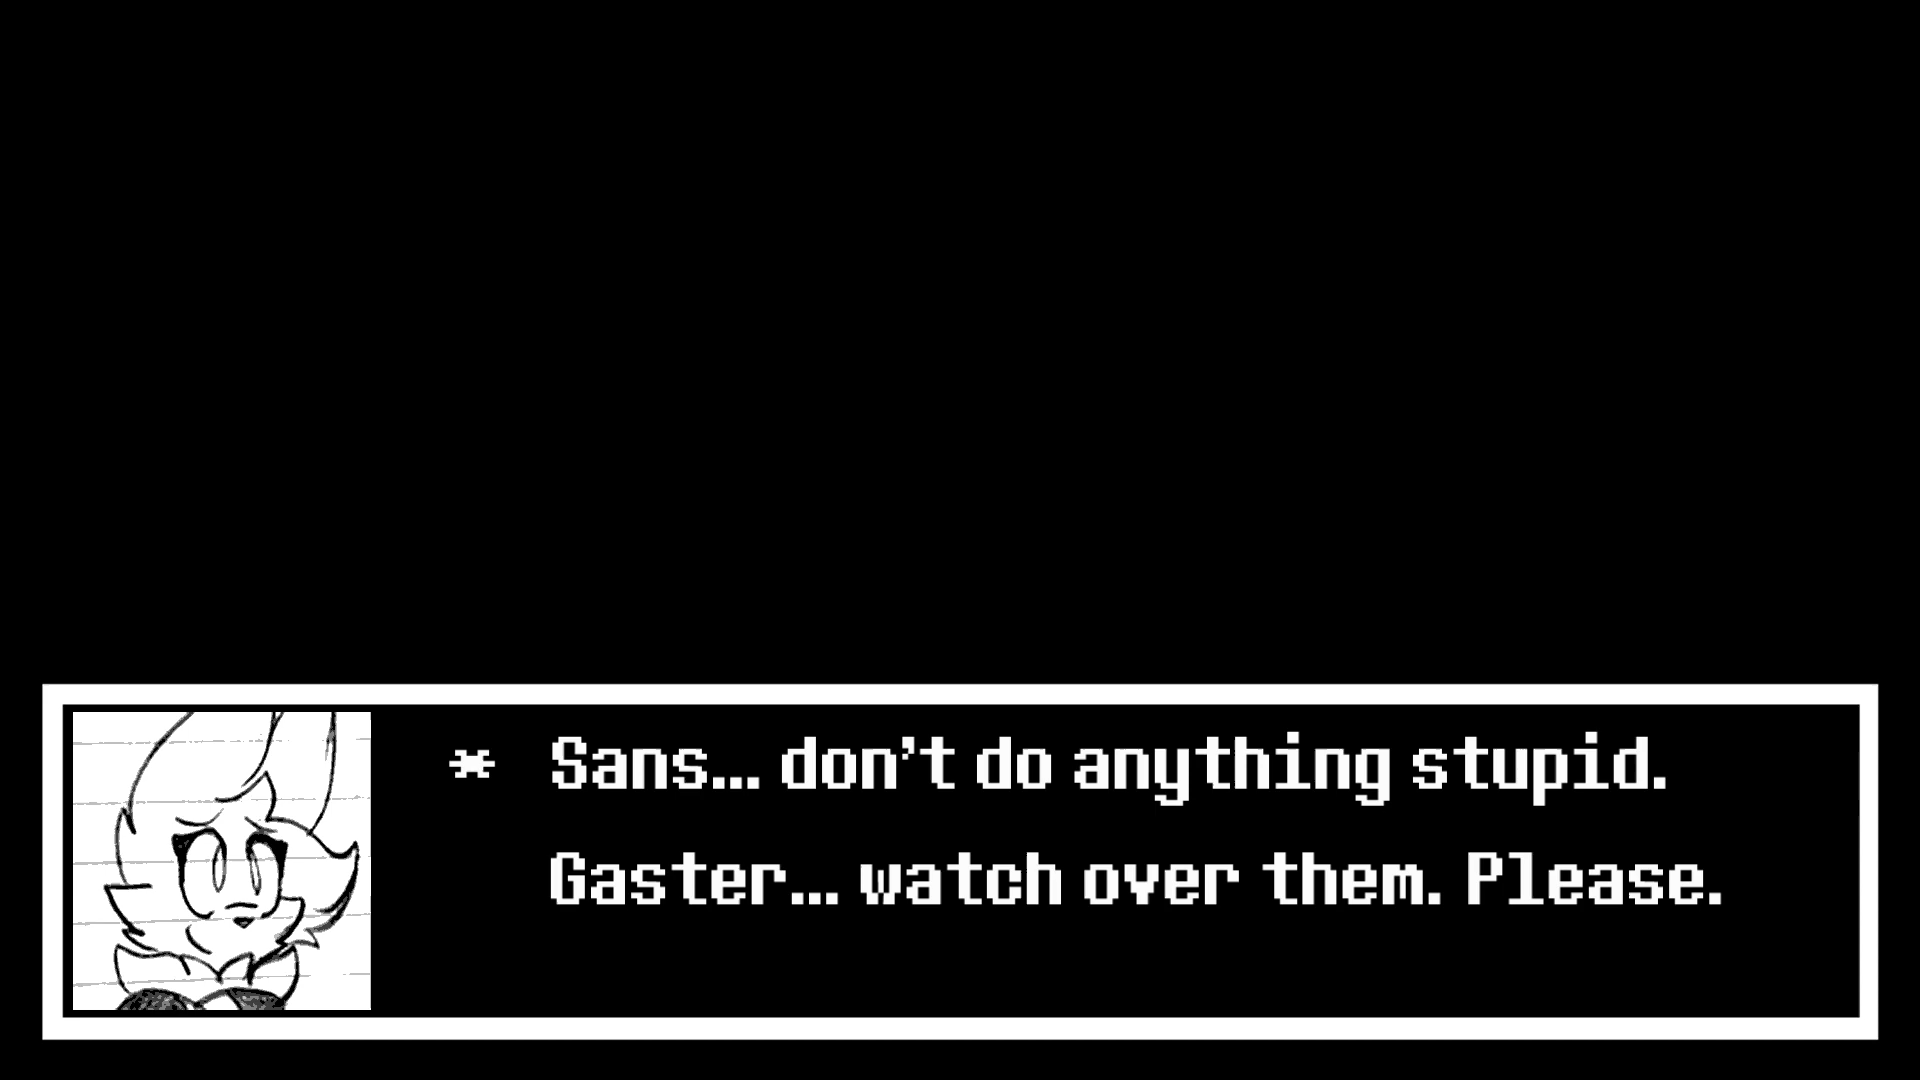 * Sans... don't do anything stupid.
Gaster... watch over them. Please.